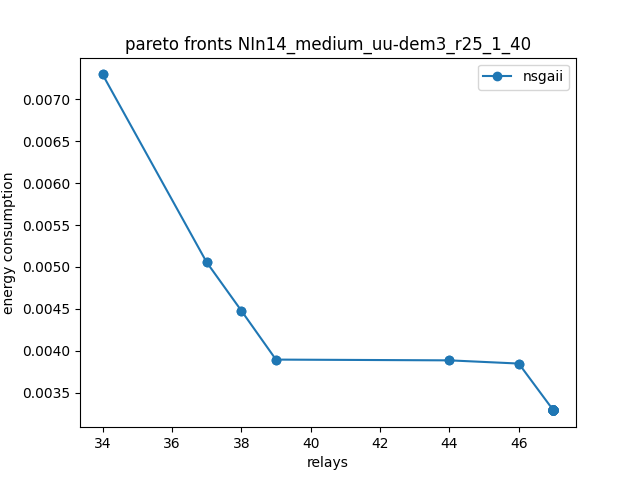 pareto fronts NIn14_medium_uu-dem3_r25_1_40
nsgaii
energy consumption
0.0070
0.0065
0.0060
0.0055
0.0050
0.0045
0.0040
0.0035
34 36 38 40 42 44 46
relays